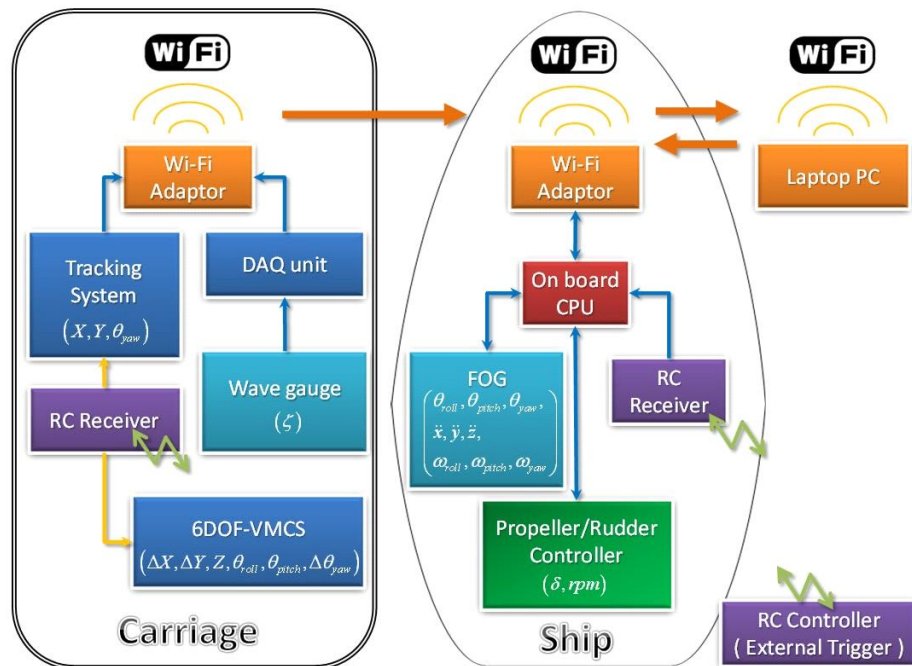 WiFi
Wi-Fi
Adaptor
Tracking
System
(X, Y, θyaw)
DAQ unit
Wave gauge
(ζ)
RC Receiver
6DOF-VMCS
(ΔX, ΔY, Z, θroll, θpitch, Δθyaw)
Carriage
WiFi
Wi-Fi
Adaptor
On board
CPU
FOG
(θroll, θpitch, θyaw,
ẍ, ÿ, z̈,
ωroll, ωpitch, ωyaw)
RC
Receiver
Propeller/Rudder
Controller
(δ, rpm)
Ship
WiFi
Laptop PC
RC Controller
( External Trigger )